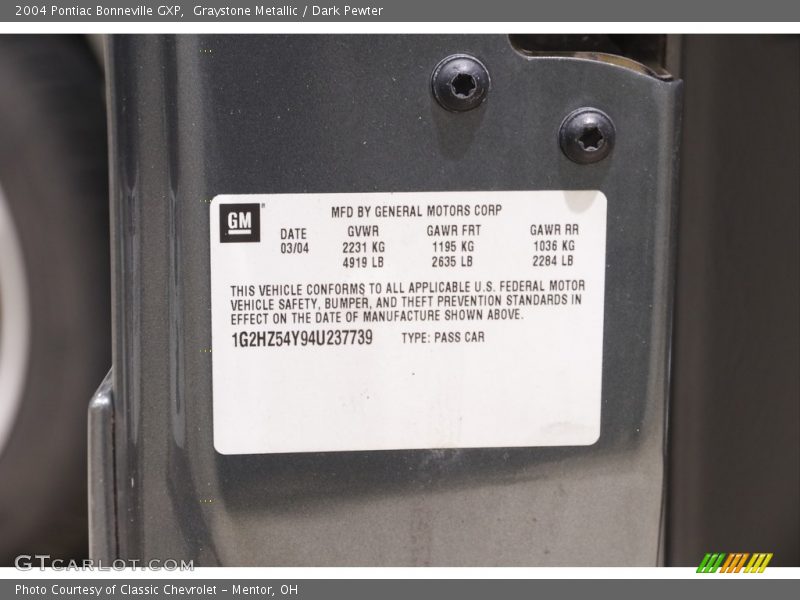 2004 Pontiac Bonneville GXP,  Graystone Metallic / Dark Pewter
GM
MFD BY GENERAL MOTORS CORP
DATE GVWR GAWR FRT GAWR RR
03/04 2231 KG 1195 KG 1036 KG
4919 LB 2635 LB 2284 LB
THIS VEHICLE CONFORMS TO ALL APPLICABLE U.S. FEDERAL MOTOR
VEHICLE SAFETY, BUMPER, AND THEFT PREVENTION STANDARDS IN
EFFECT ON THE DATE OF MANUFACTURE SHOWN ABOVE.
1G2HZ54Y94U237739 TYPE: PASS CAR
GTCARLOT.COM
Photo Courtesy of Classic Chevrolet - Mentor, OH